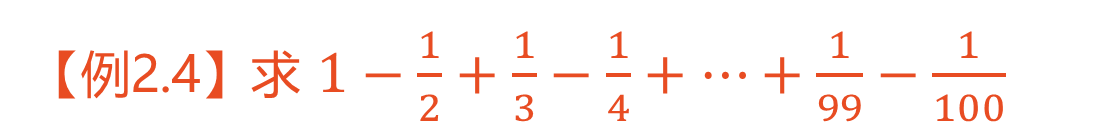 【例2.4】求 1 − 1/2 + 1/3 − 1/4 + ⋯ + 1/99 − 1/100